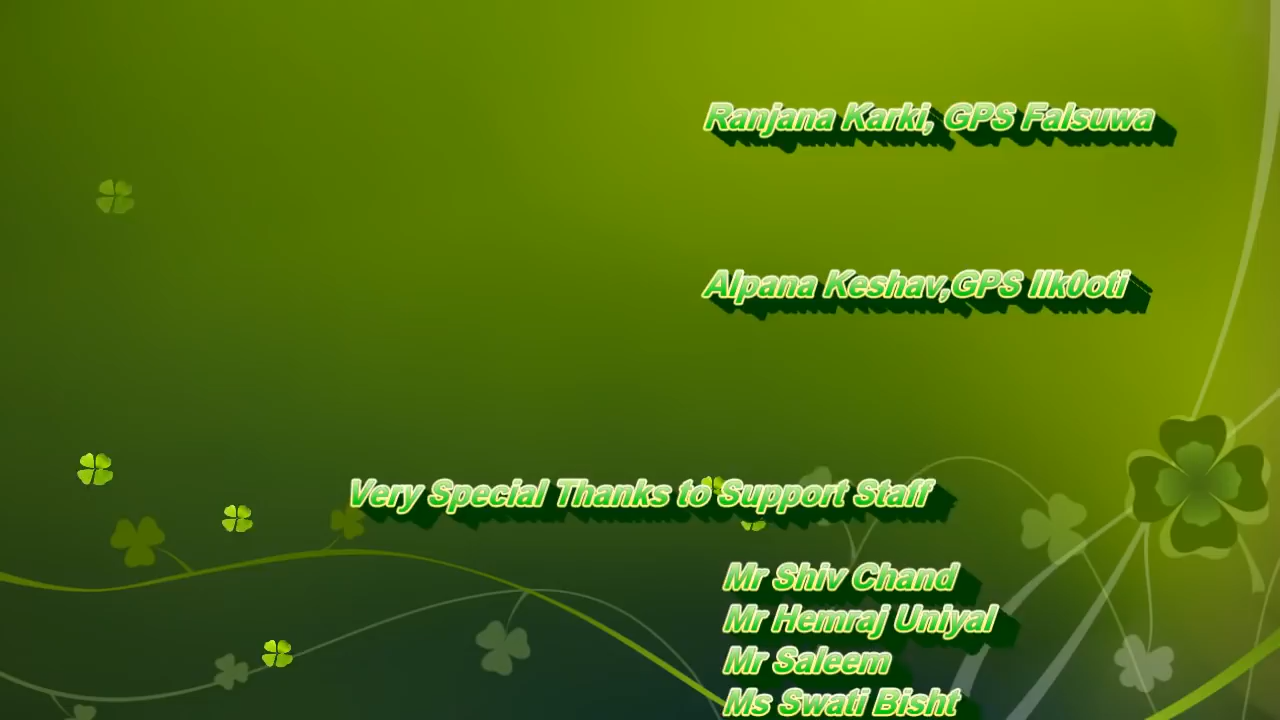 Ranjana Karki, GPS Falsuwa
Alpana Keshav,GPS Ilk0oti
Very Special Thanks to Support Staff
Mr Shiv Chand
Mr Hemraj Uniyal
Mr Saleem
Ms Swati Bisht